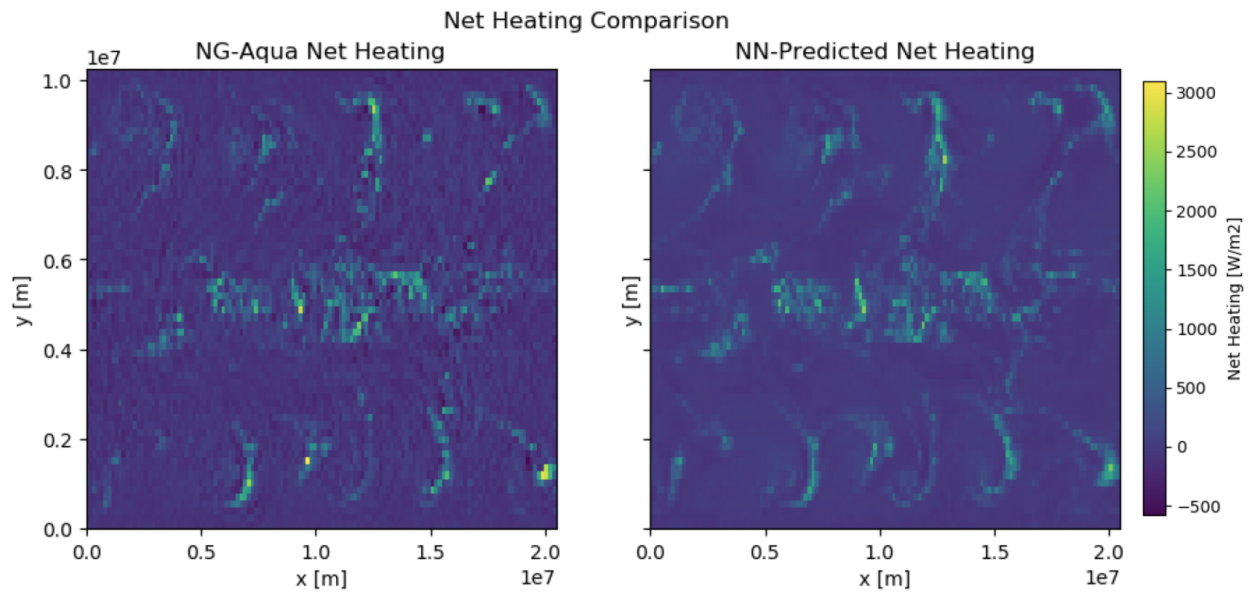 Net Heating Comparison
NG-Aqua Net Heating
NN-Predicted Net Heating
1e7
1.0
0.8
0.6
0.4
0.2
0.0
y [m]
0.0 0.5 1.0 1.5 2.0
x [m]
1e7
y [m]
0.0 0.5 1.0 1.5 2.0
x [m]
1e7
3000
2500
2000
1500
1000
500
0
−500
Net Heating [W/m2]